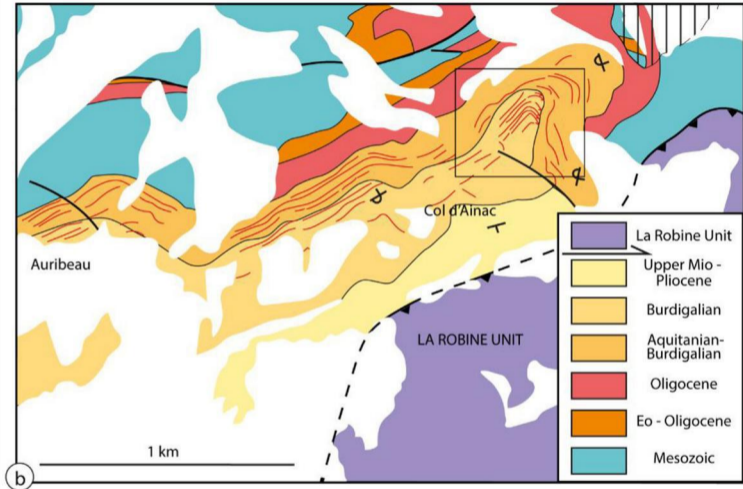 Col d'Ainac
Auribeau
LA ROBINE UNIT
1 km
b
La Robine Unit
Upper Mio -
Pliocene
Burdigalian
Aquitanian-
Burdigalian
Oligocene
Eo - Oligocene
Mesozoic